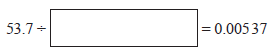 53.7 ÷ = 0.00537